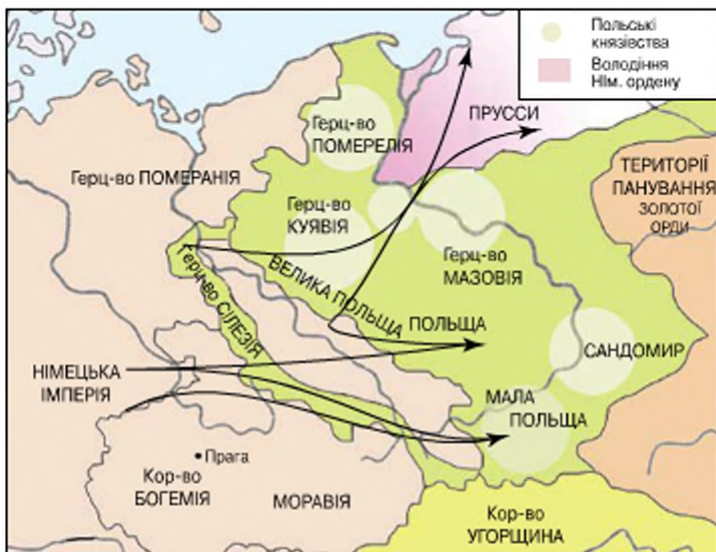 Польські
князівства
Володіння
Нім. ордену
ПРУССИ
Герц-во
ПОМЕРЕЛІЯ
Герц-во ПОМЕРАНІЯ
ТЕРИТОРІЇ
ПАНУВАННЯ
ЗОЛОТОЇ
ОРДИ
Герц-во
КУЯВІЯ
Герц-во
МАЗОВІЯ
ВЕЛИКА ПОЛЬЩА
Герц-во СІЛЕЗІЯ
ПОЛЬЩА
САНДОМИР
НІМЕЦЬКА
ІМПЕРІЯ
МАЛА
ПОЛЬЩА
Прага
Кор-во
БОГЕМІЯ
МОРАВІЯ
Кор-во
УГОРЩИНА